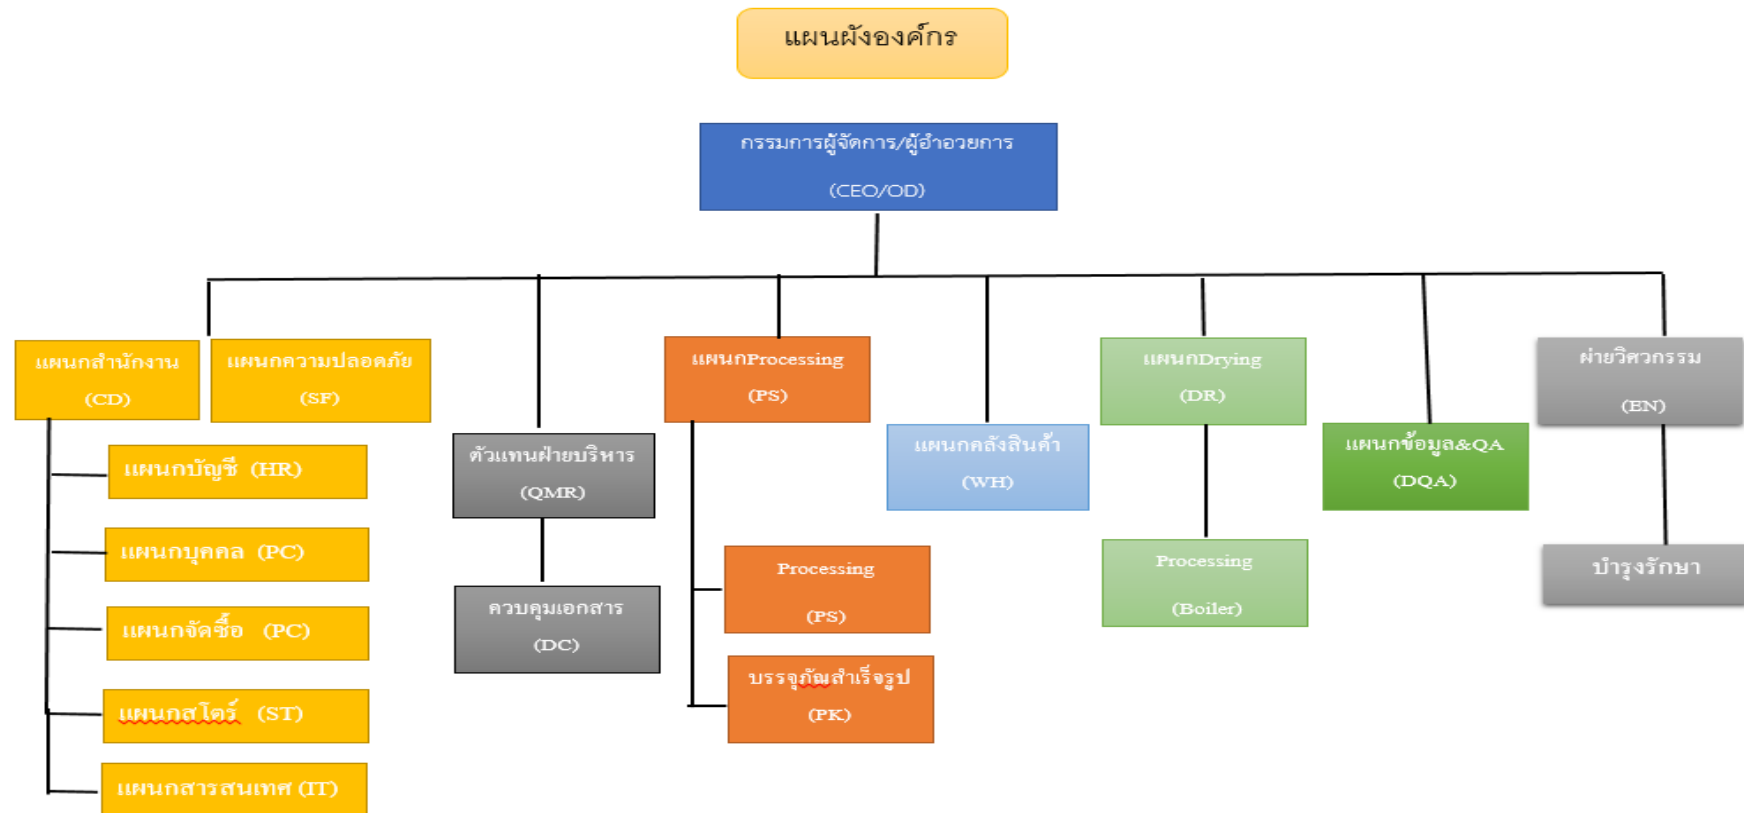 แผนผังองค์กร
กรรมการผู้จัดการ/ผู้อำอวยการ
(CEO/OD)
แผนกสำนักงาน
(CD)
แผนกความปลอดภัย
(SF)
แผนกProcessing
(PS)
แผนกDrying
(DR)
ฝ่ายวิศวกรรม
(EN)
ตัวแทนฝ่ายบริหาร
(QMR)
แผนกคลังสินค้า
(WH)
แผนกข้อมูล&QA
(DQA)
แผนกบัญชี (HR)
แผนกบุคคล (PC)
แผนกจัดซื้อ (PC)
แผนกสโตร์ (ST)
แผนกสารสนเทศ (IT)
ควบคุมเอกสาร
(DC)
Processing
(PS)
บรรจุภัณสำเร็จรูป
(PK)
Processing
(Boiler)
บำรุงรักษา